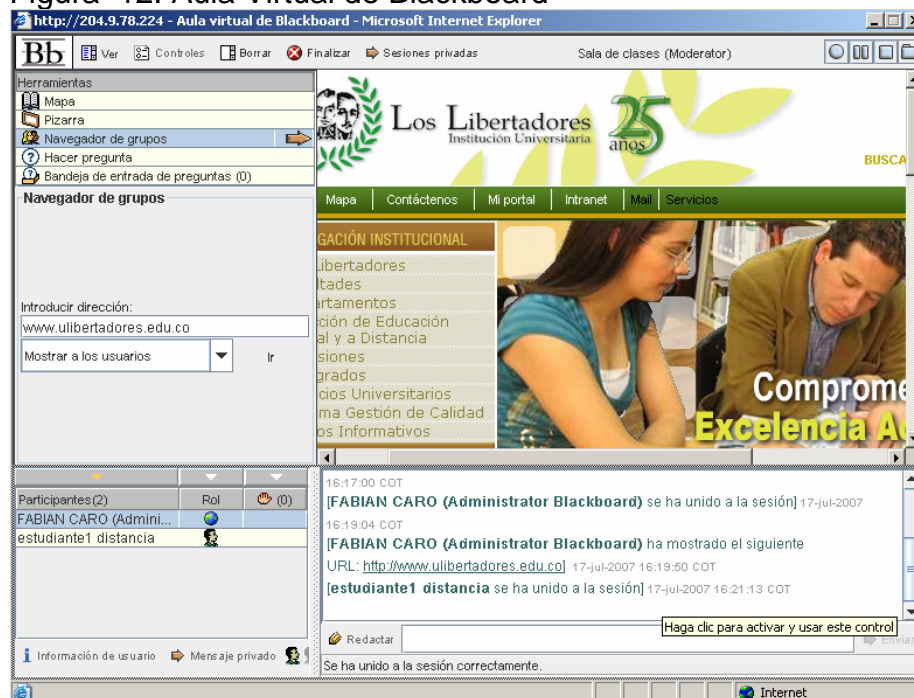 Figura 42. Aula Virtual de Blackboard
http://204.9.78.224 - Aula virtual de Blackboard - Microsoft Internet Explorer
Bb Ver Controles Borrar Finalizar Sesiones privadas Sala de clases (Moderator)
Herramientas
Mapa
Pizarra
Navegador de grupos
Hacer pregunta
Bandeja de entrada de preguntas (0)
Navegador de grupos
Introducir dirección:
www.ulibertadores.edu.co
Mostrar a los usuarios Ir
Los Libertadores
Institución Universitaria
25
años
BUSCA
Mapa Contáctenos Mi portal Intranet Mail Servicios
GACIÓN INSTITUCIONAL
Libertadores
ltades
artamentos
ción de Educación
al y a Distancia
siones
grados
cios Universitarios
ma Gestión de Calidad
os Informativos
Comprome
Excelencia A
Participantes(2) Rol (0)
FABIAN CARO (Admini...
estudiante1 distancia
Información de usuario Mensaje privado
16:17:00 COT
[FABIAN CARO (Administrator Blackboard) se ha unido a la sesión] 17-jul-2007
16:19:04 COT
[FABIAN CARO (Administrator Blackboard) ha mostrado el siguiente
URL: http://www.ulibertadores.edu.co] 17-jul-2007 16:19:50 COT
[estudiante1 distancia se ha unido a la sesión] 17-jul-2007 16:21:13 COT
Haga clic para activar y usar este control
Redactar Enviar
Se ha unido a la sesión correctamente.
Internet